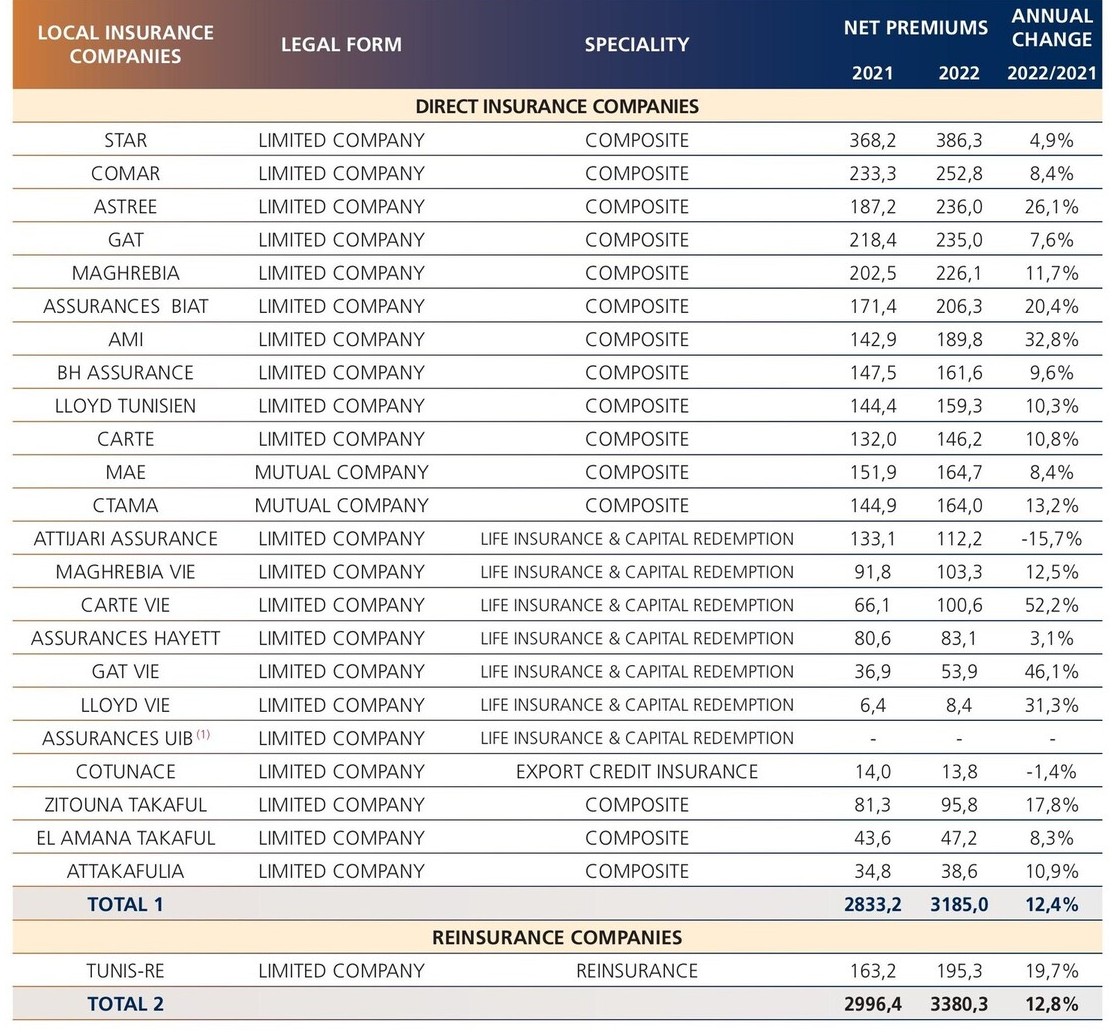 LOCAL INSURANCE COMPANIES LEGAL FORM SPECIALITY NET PREMIUMS ANNUAL CHANGE
2021 2022 2022/2021
DIRECT INSURANCE COMPANIES
STAR LIMITED COMPANY COMPOSITE 368,2 386,3 4,9%
COMAR LIMITED COMPANY COMPOSITE 233,3 252,8 8,4%
ASTREE LIMITED COMPANY COMPOSITE 187,2 236,0 26,1%
GAT LIMITED COMPANY COMPOSITE 218,4 235,0 7,6%
MAGHREBIA LIMITED COMPANY COMPOSITE 202,5 226,1 11,7%
ASSURANCES BIAT LIMITED COMPANY COMPOSITE 171,4 206,3 20,4%
AMI LIMITED COMPANY COMPOSITE 142,9 189,8 32,8%
BH ASSURANCE LIMITED COMPANY COMPOSITE 147,5 161,6 9,6%
LLOYD TUNISIEN LIMITED COMPANY COMPOSITE 144,4 159,3 10,3%
CARTE LIMITED COMPANY COMPOSITE 132,0 146,2 10,8%
MAE MUTUAL COMPANY COMPOSITE 151,9 164,7 8,4%
CTAMA MUTUAL COMPANY COMPOSITE 144,9 164,0 13,2%
ATTIJARI ASSURANCE LIMITED COMPANY LIFE INSURANCE & CAPITAL REDEMPTION 133,1 112,2 -15,7%
MAGHREBIA VIE LIMITED COMPANY LIFE INSURANCE & CAPITAL REDEMPTION 91,8 103,3 12,5%
CARTE VIE LIMITED COMPANY LIFE INSURANCE & CAPITAL REDEMPTION 66,1 100,6 52,2%
ASSURANCES HAYETT LIMITED COMPANY LIFE INSURANCE & CAPITAL REDEMPTION 80,6 83,1 3,1%
GAT VIE LIMITED COMPANY LIFE INSURANCE & CAPITAL REDEMPTION 36,9 53,9 46,1%
LLOYD VIE LIMITED COMPANY LIFE INSURANCE & CAPITAL REDEMPTION 6,4 8,4 31,3%
ASSURANCES UIB (1) LIMITED COMPANY LIFE INSURANCE & CAPITAL REDEMPTION - - -
COTUNACE LIMITED COMPANY EXPORT CREDIT INSURANCE 14,0 13,8 -1,4%
ZITOUNA TAKAFUL LIMITED COMPANY COMPOSITE 81,3 95,8 17,8%
EL AMANA TAKAFUL LIMITED COMPANY COMPOSITE 43,6 47,2 8,3%
ATTAKAFULIA LIMITED COMPANY COMPOSITE 34,8 38,6 10,9%
TOTAL 1 2833,2 3185,0 12,4%
REINSURANCE COMPANIES
TUNIS-RE LIMITED COMPANY REINSURANCE 163,2 195,3 19,7%
TOTAL 2 2996,4 3380,3 12,8%